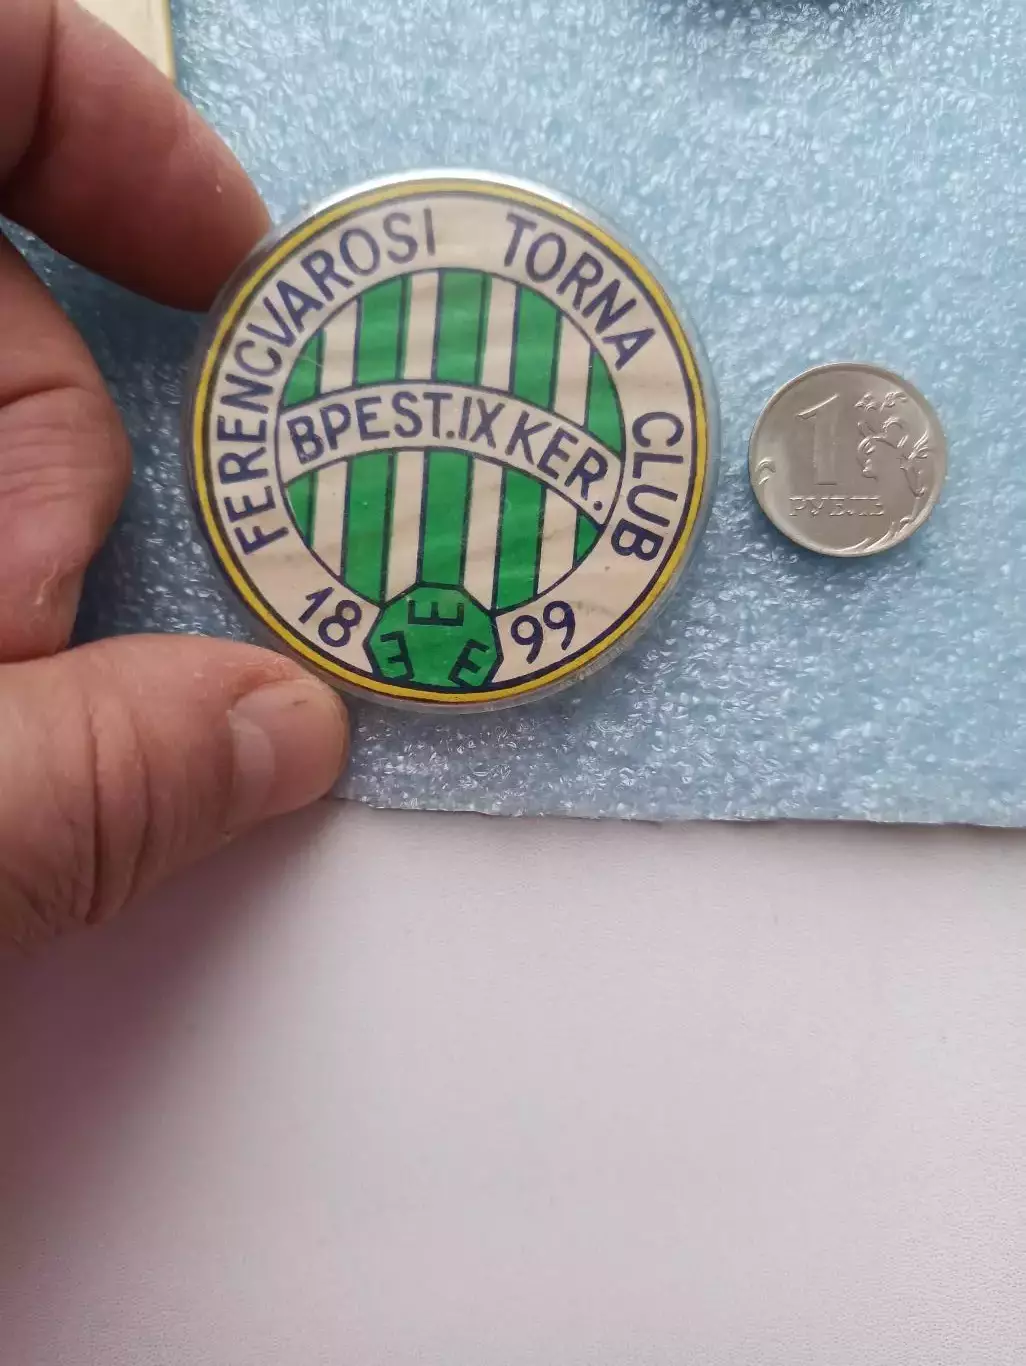 FERENCVAROSI TORNA CLUB
BPEST.IX KER.
18 99
E E E
1
РУБЛЬ